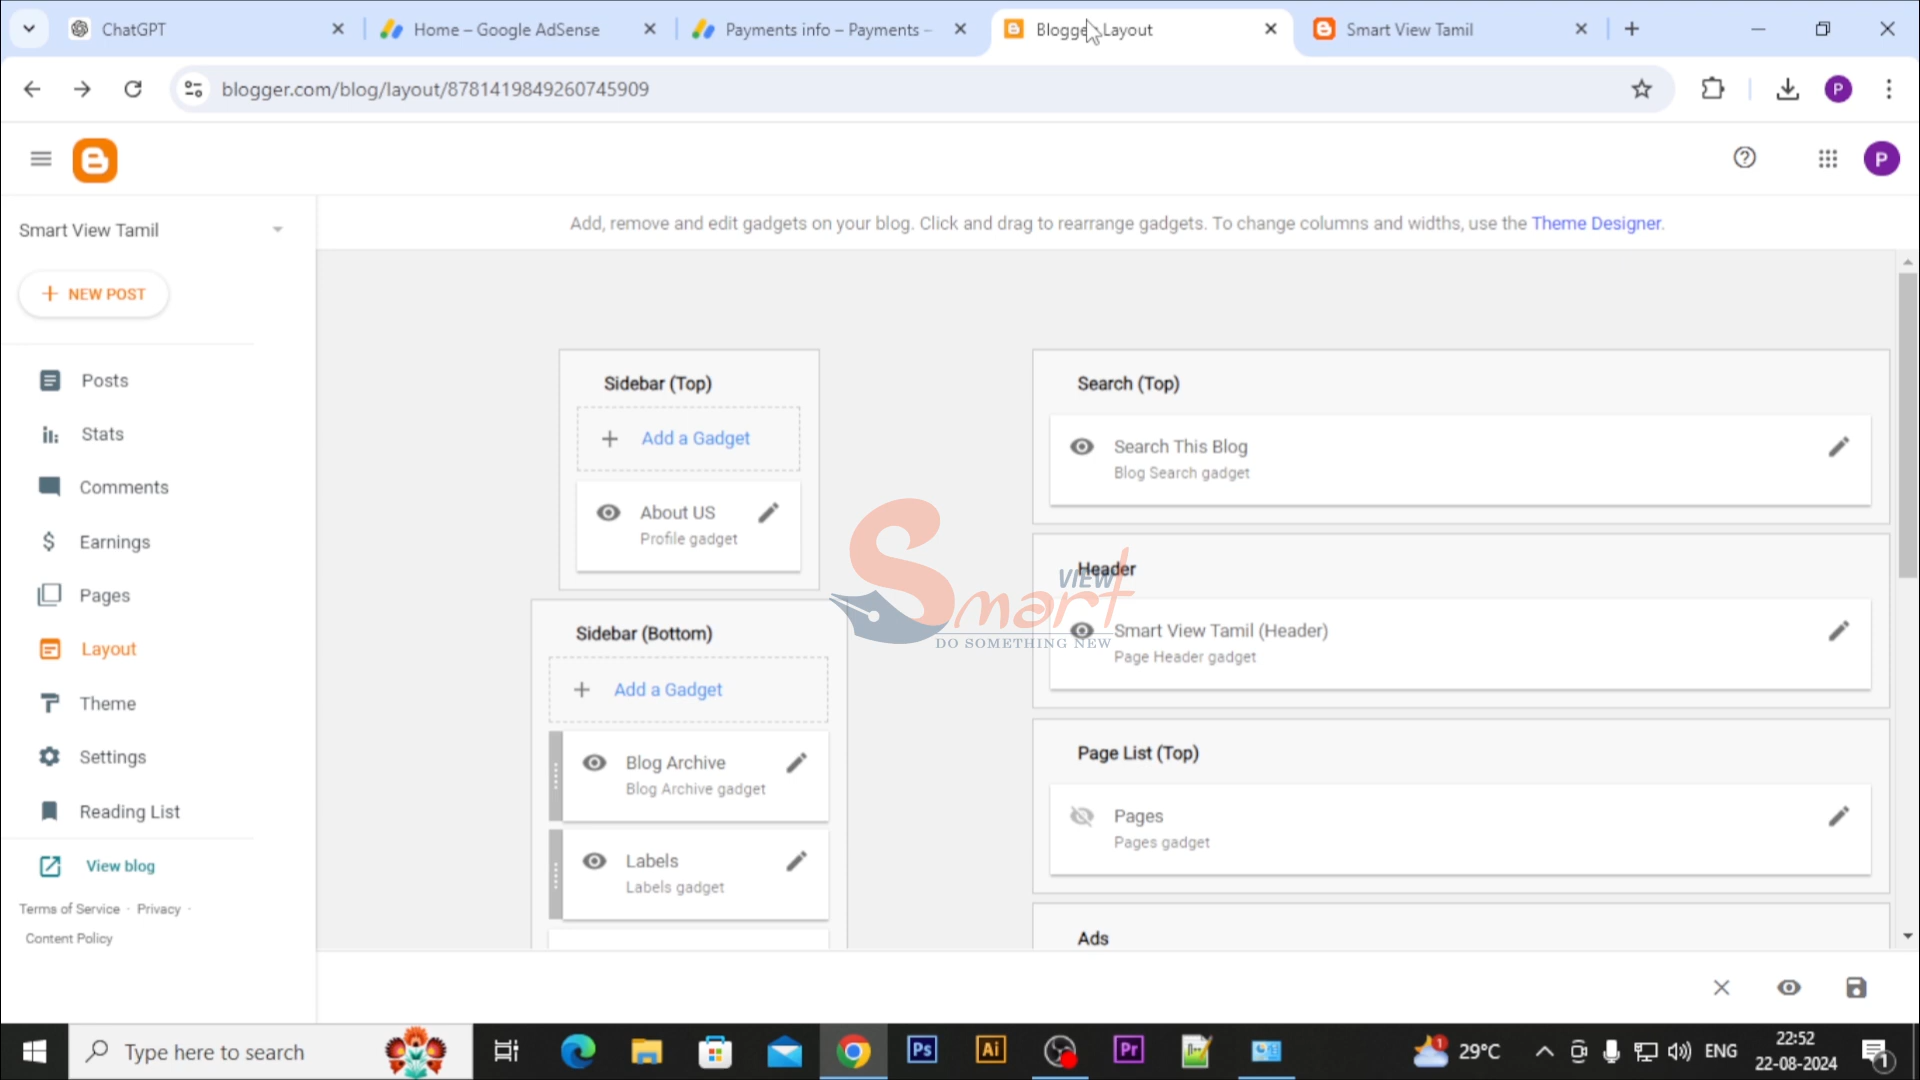 ChatGPT
Home – Google AdSense
Payments info – Payments –
Blogger Layout
Smart View Tamil
blogger.com/blog/layout/8781419849260745909
P
P
Smart View Tamil
Add, remove and edit gadgets on your blog. Click and drag to rearrange gadgets. To change columns and widths, use the Theme Designer.
NEW POST
Posts
Stats
Comments
Earnings
Pages
Layout
Theme
Settings
Reading List
View blog
Terms of Service · Privacy ·
Content Policy
Sidebar (Top)
Add a Gadget
About US
Profile gadget
Sidebar (Bottom)
Add a Gadget
Blog Archive
Blog Archive gadget
Labels
Labels gadget
Search (Top)
Search This Blog
Blog Search gadget
Header
Smart View Tamil (Header)
Page Header gadget
Page List (Top)
Pages
Pages gadget
Ads
Smart VIEW
DO SOMETHING NEW
Type here to search
Ps
Ai
Pr
1
29°C
ENG
22:52
22-08-2024
1